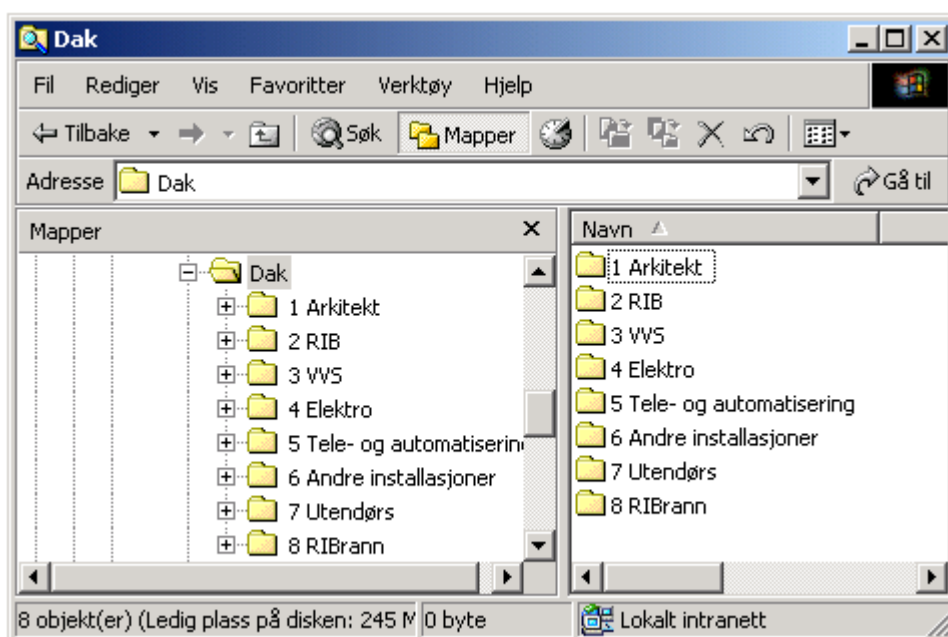 Dak
Fil Rediger Vis Favoritter Verktøy Hjelp
Tilbake Søk Mapper
Adresse Dak Gå til
Mapper
Dak
1 Arkitekt
2 RIB
3 VVS
4 Elektro
5 Tele- og automatiserin
6 Andre installasjoner
7 Utendørs
8 RIBrann
Navn
1 Arkitekt
2 RIB
3 VVS
4 Elektro
5 Tele- og automatisering
6 Andre installasjoner
7 Utendørs
8 RIBrann
8 objekt(er) (Ledig plass på disken: 245 M 0 byte Lokalt intranett